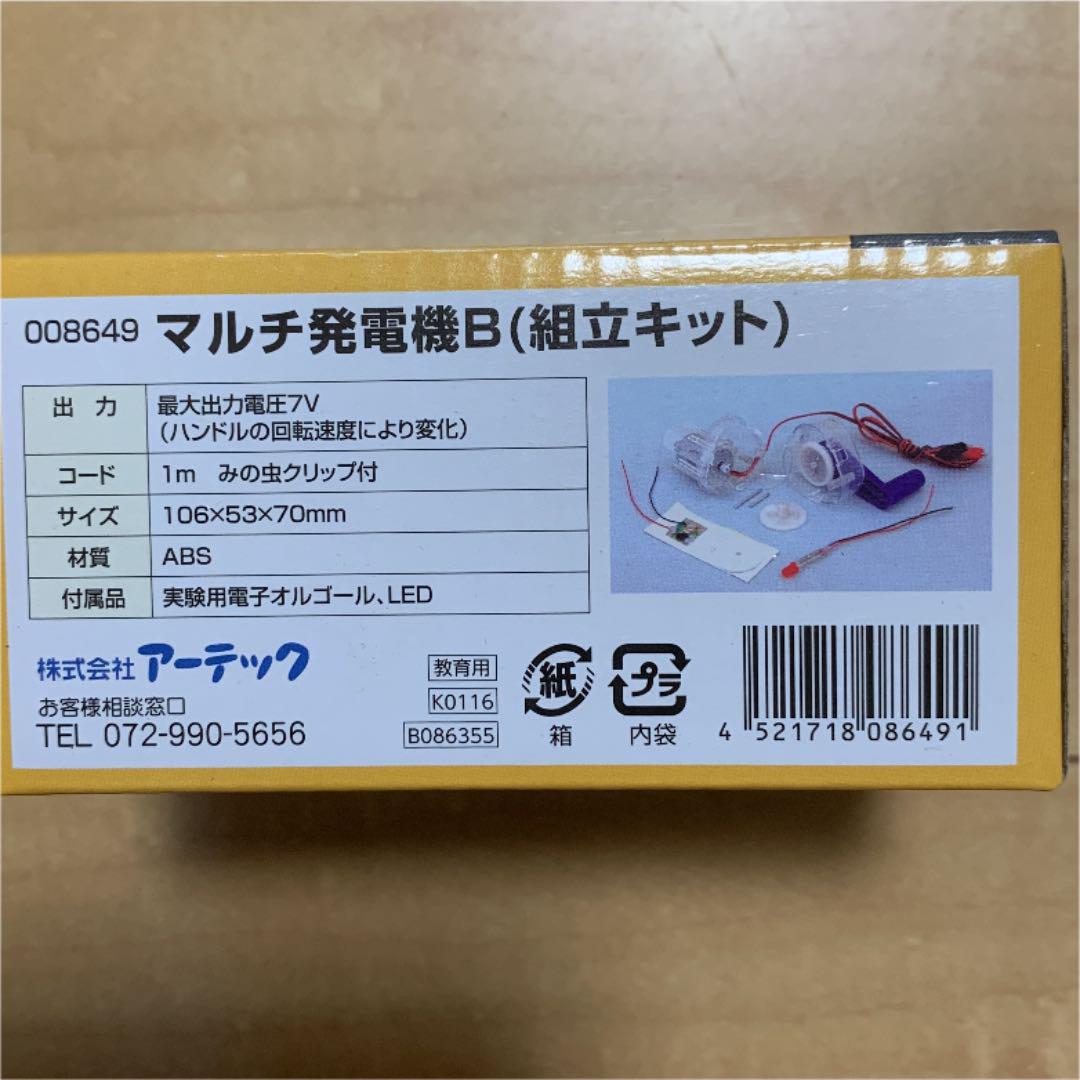 008649 マルチ発電機B(組立キット)
出 力 最大出力電圧7V
(ハンドルの回転速度により変化)
コード 1m みの虫クリップ付
サイズ 106×53×70mm
材質 ABS
付属品 実験用電子オルゴール、LED
株式会社 アーテック
お客様相談窓口
TEL 072-990-5656
教育用
K0116
B086355
紙
箱
プラ
内袋
4 521718 086491